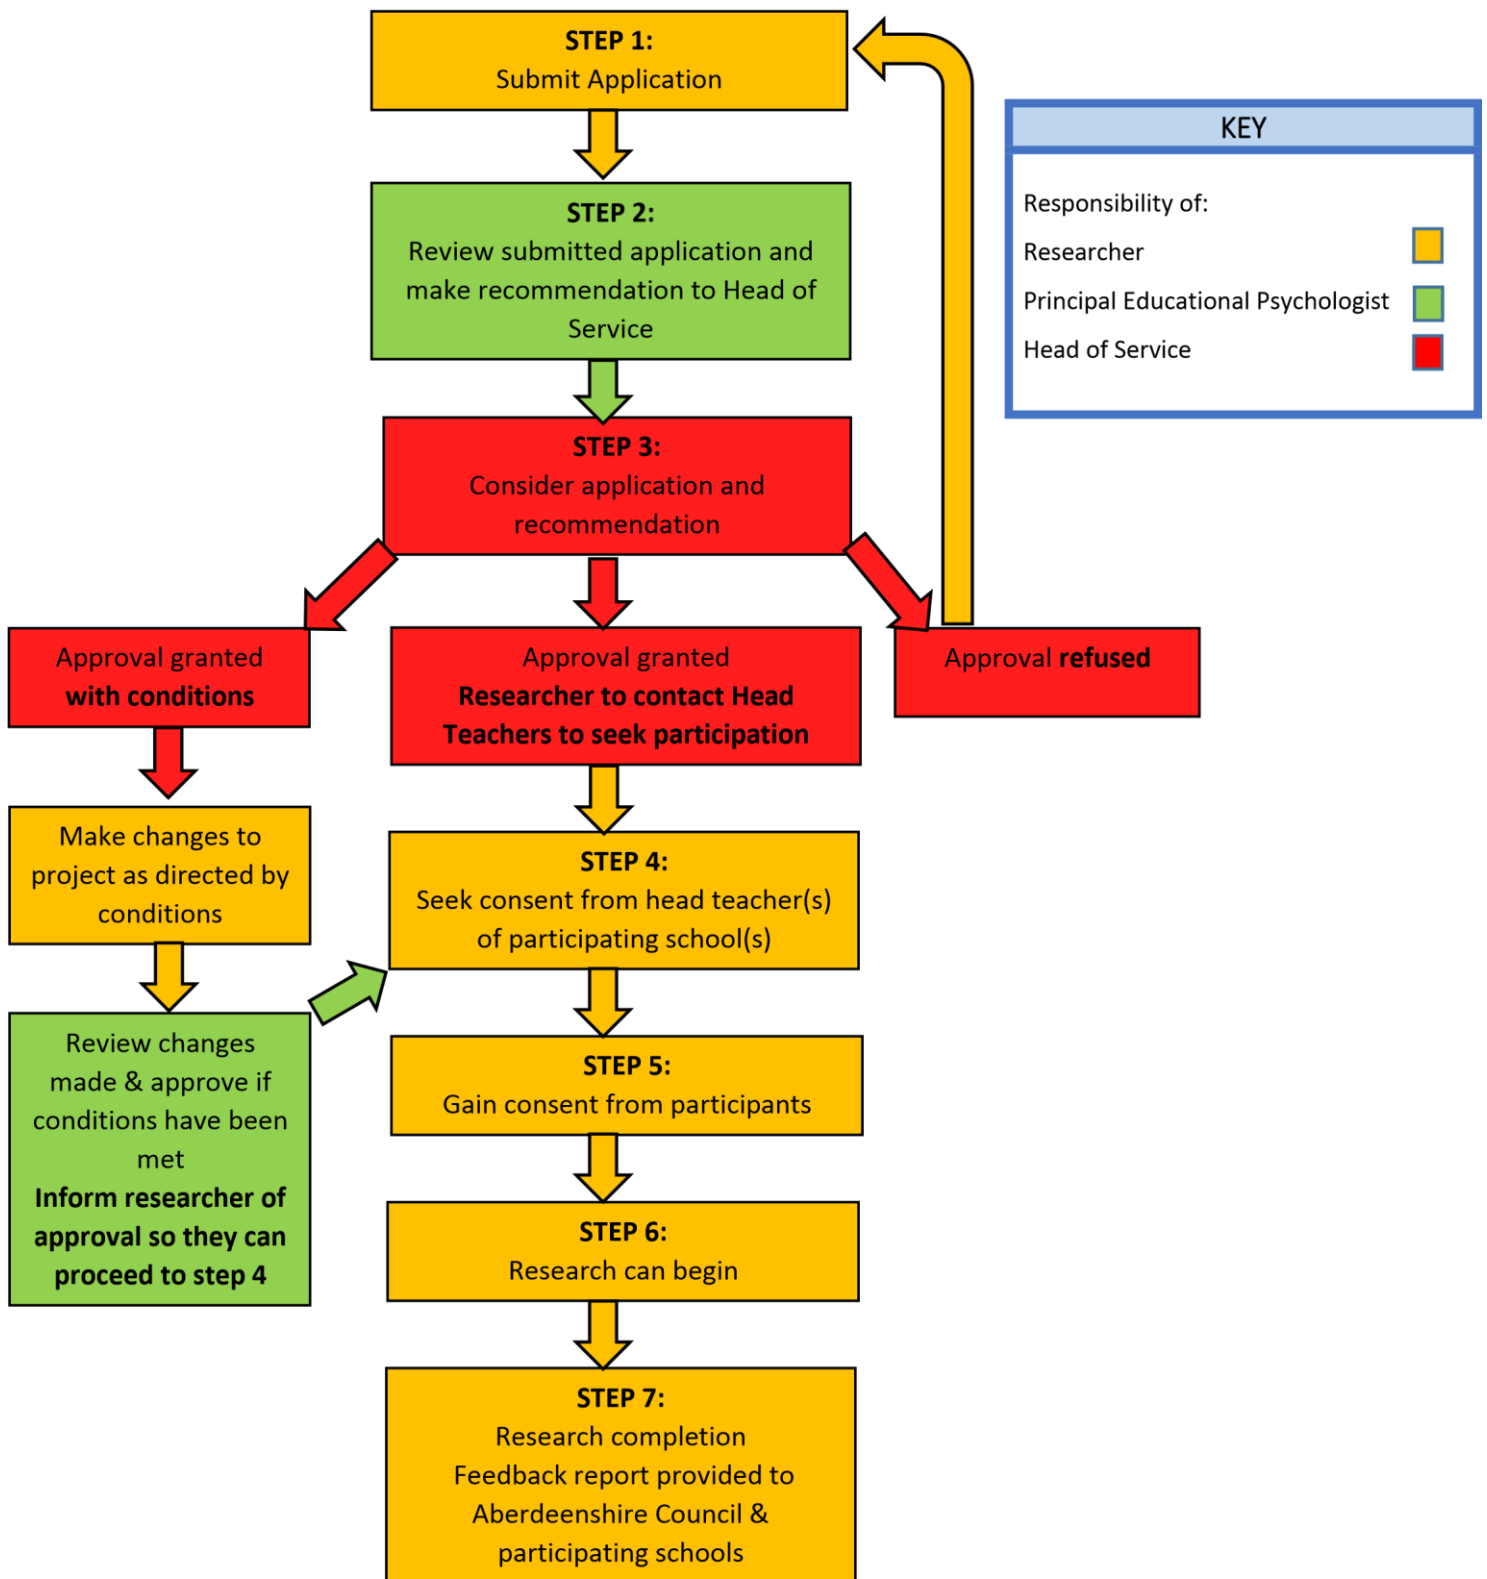 STEP 1:
Submit Application
KEY
Responsibility of:
Researcher
Principal Educational Psychologist
Head of Service
STEP 2:
Review submitted application and
make recommendation to Head of
Service
STEP 3:
Consider application and
recommendation
Approval granted
with conditions
Approval granted
Researcher to contact Head
Teachers to seek participation
Approval refused
Make changes to
project as directed by
conditions
STEP 4:
Seek consent from head teacher(s)
of participating school(s)
Review changes
made & approve if
conditions have been
met
Inform researcher of
approval so they can
proceed to step 4
STEP 5:
Gain consent from participants
STEP 6:
Research can begin
STEP 7:
Research completion
Feedback report provided to
Aberdeenshire Council &
participating schools